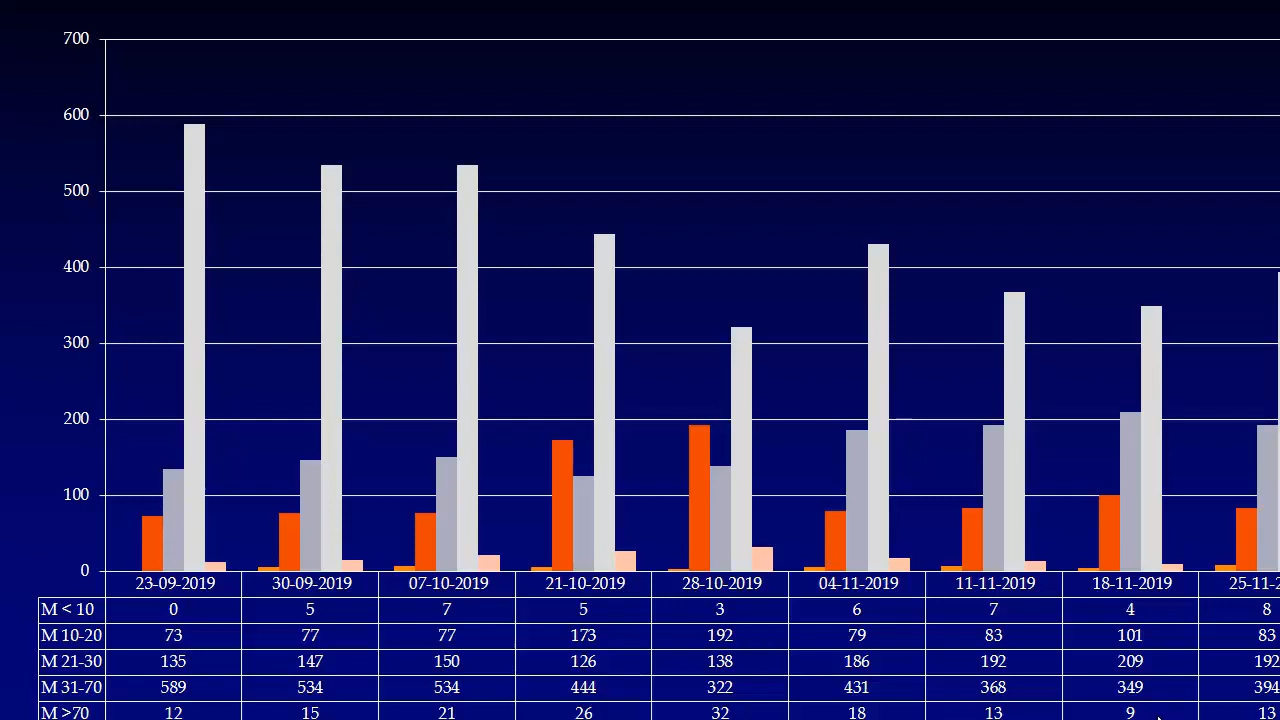 700
600
500
400
300
200
100
0
23-09-2019 30-09-2019 07-10-2019 21-10-2019 28-10-2019 04-11-2019 11-11-2019 18-11-2019 25-11-2
M < 10 0 5 7 5 3 6 7 4 8
M 10-20 73 77 77 173 192 79 83 101 83
M 21-30 135 147 150 126 138 186 192 209 192
M 31-70 589 534 534 444 322 431 368 349 394
M >70 12 15 21 26 32 18 13 9 13